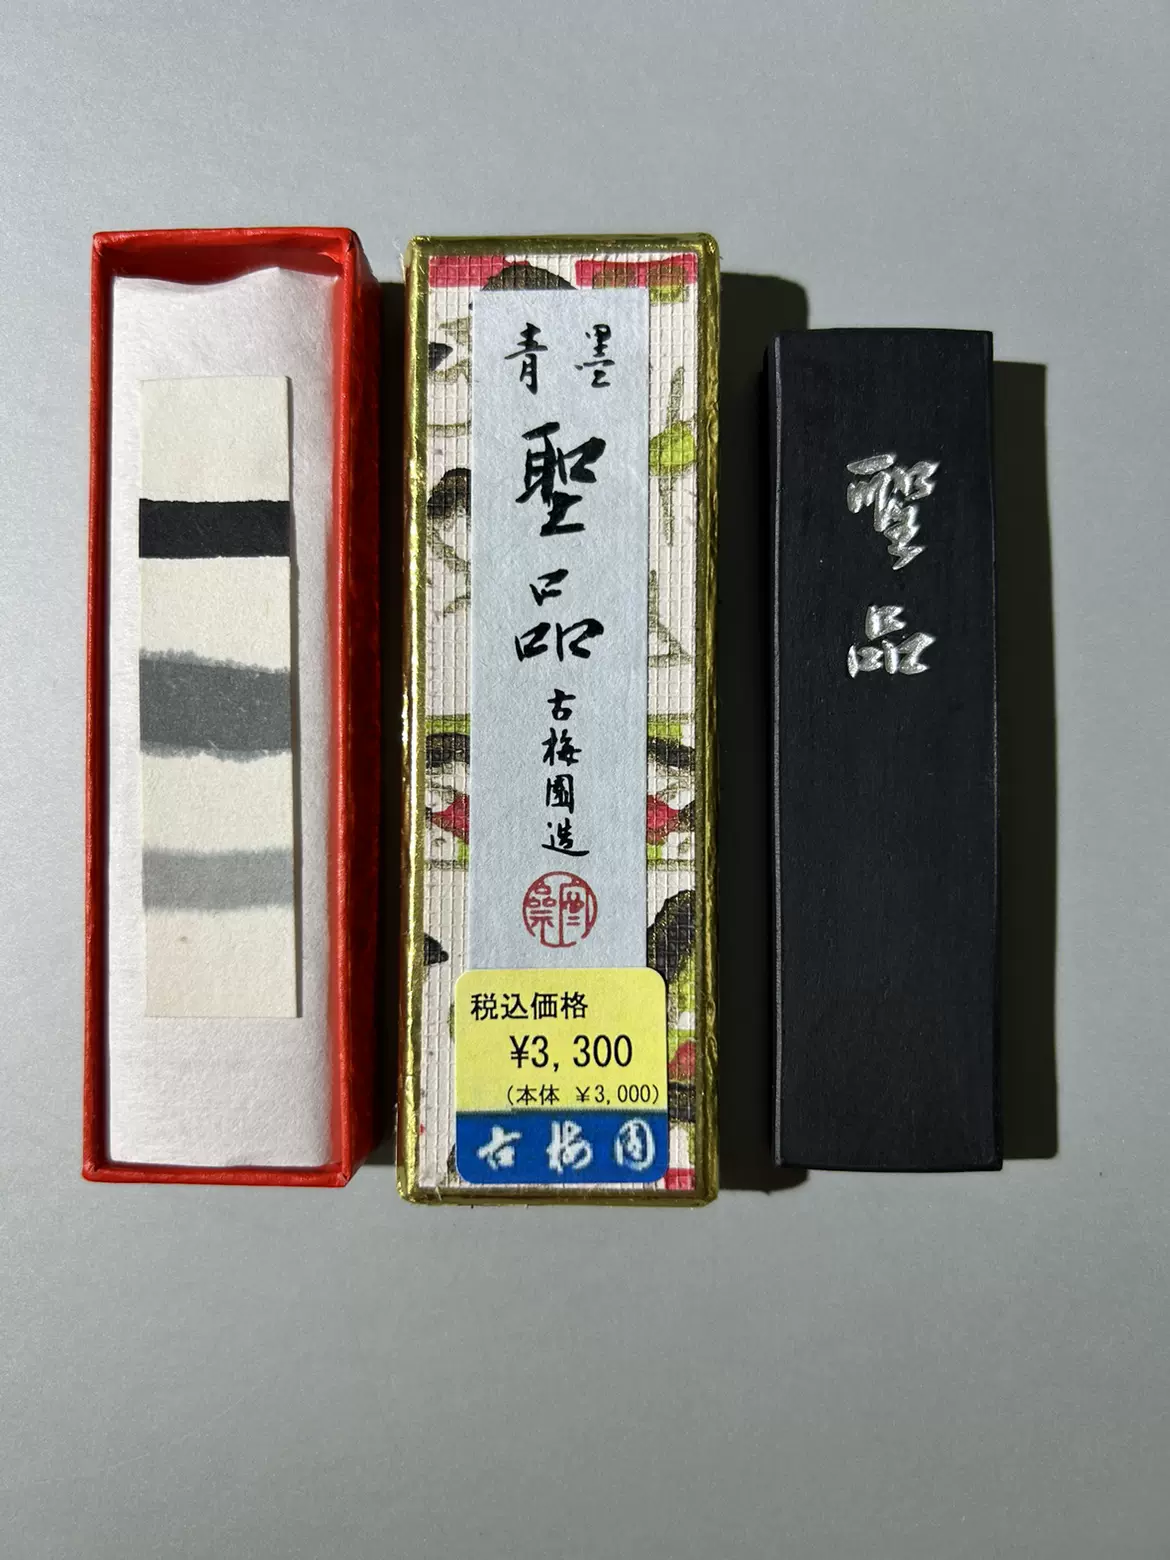 青墨
聖品
古梅園造
税込価格
¥3,300
(本体 ¥3,000)
古梅園
聖品